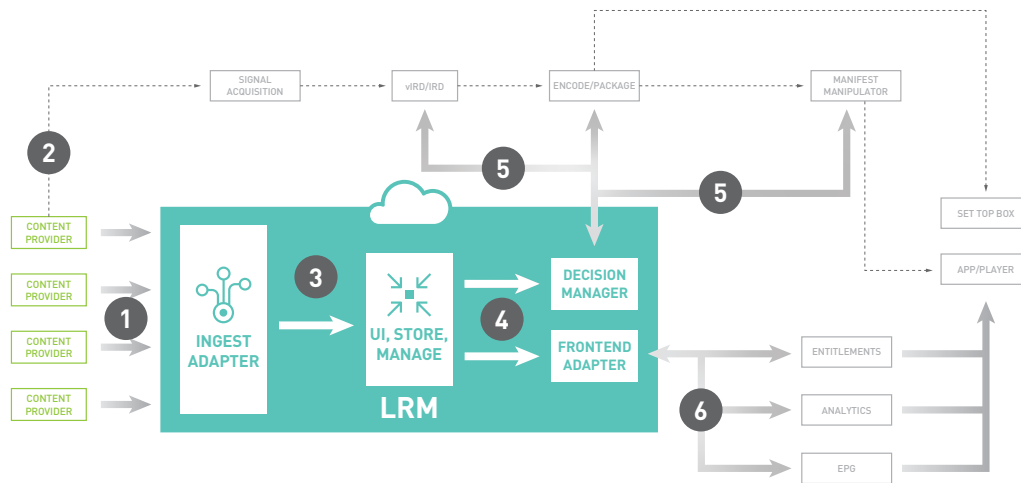 SIGNAL
ACQUISITION
vIRD/IRD
ENCODE/PACKAGE
MANIFEST
MANIPULATOR
2
5
5
CONTENT
PROVIDER
SET TOP BOX
CONTENT
PROVIDER
1
CONTENT
PROVIDER
CONTENT
PROVIDER
INGEST
ADAPTER
3
UI, STORE,
MANAGE
4
DECISION
MANAGER
FRONTEND
ADAPTER
LRM
APP/PLAYER
6
ENTITLEMENTS
ANALYTICS
EPG